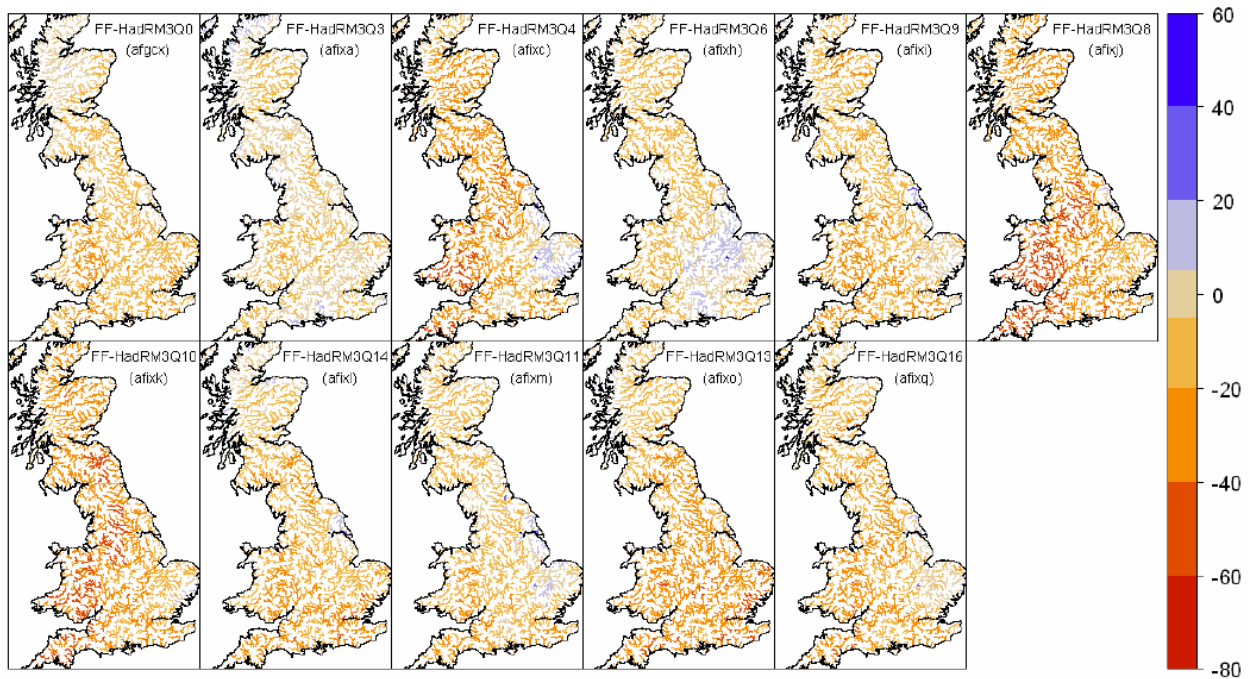 FF-HadRM3Q0
(afgcx)
FF-HadRM3Q3
(afixa)
FF-HadRM3Q4
(afixc)
FF-HadRM3Q6
(afixh)
FF-HadRM3Q9
(afixi)
FF-HadRM3Q8
(afixj)
FF-HadRM3Q10
(afixk)
FF-HadRM3Q14
(afixl)
FF-HadRM3Q11
(afixm)
FF-HadRM3Q13
(afixo)
FF-HadRM3Q16
(afixq)
60
40
20
0
-20
-40
-60
-80